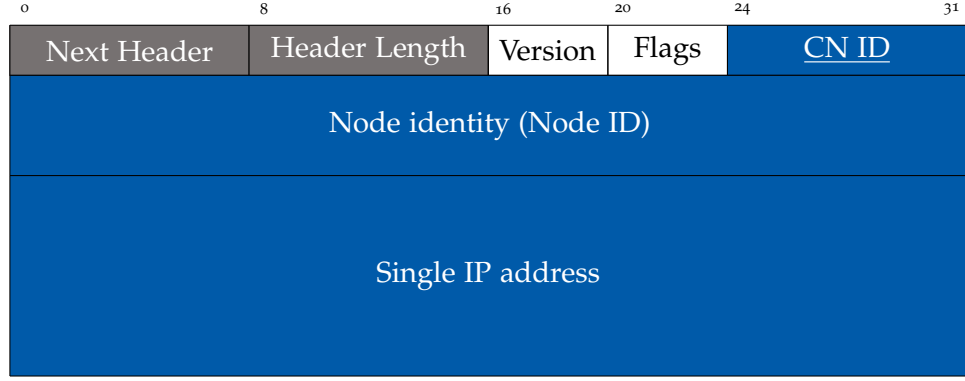 0 8 16 20 24 31
Next Header Header Length Version Flags CN ID
Node identity (Node ID)
Single IP address